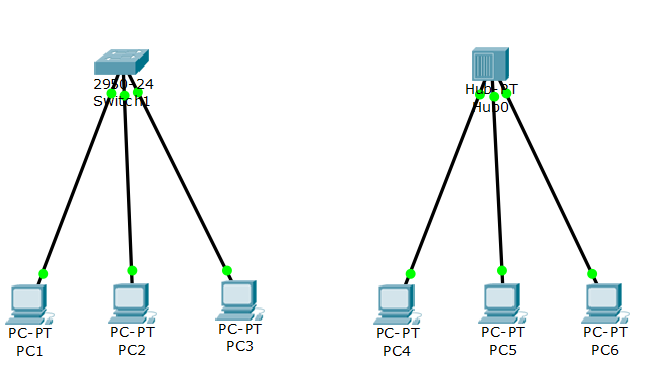 2950-24
Switch1
Hub-PT
Hub0
PC-PT
PC1
PC-PT
PC2
PC-PT
PC3
PC-PT
PC4
PC-PT
PC5
PC-PT
PC6